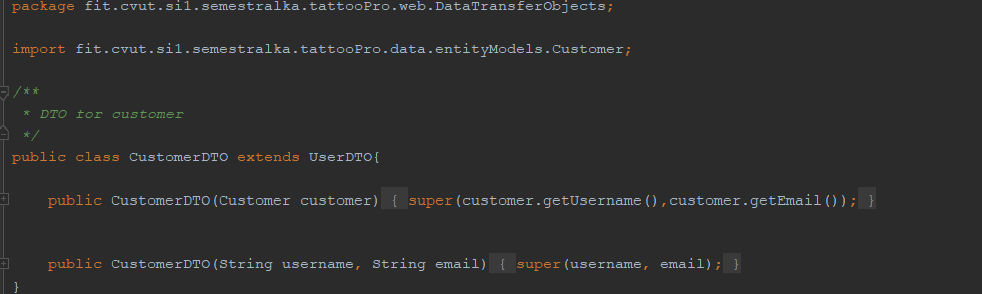 package fit.cvut.si1.semestralka.tattooPro.web.DataTransferObjects;
import fit.cvut.si1.semestralka.tattooPro.data.entityModels.Customer;
/**
 * DTO for customer
 */
public class CustomerDTO extends UserDTO{
public CustomerDTO(Customer customer) { super(customer.getUsername(),customer.getEmail()); }
public CustomerDTO(String username, String email) { super(username, email); }
}